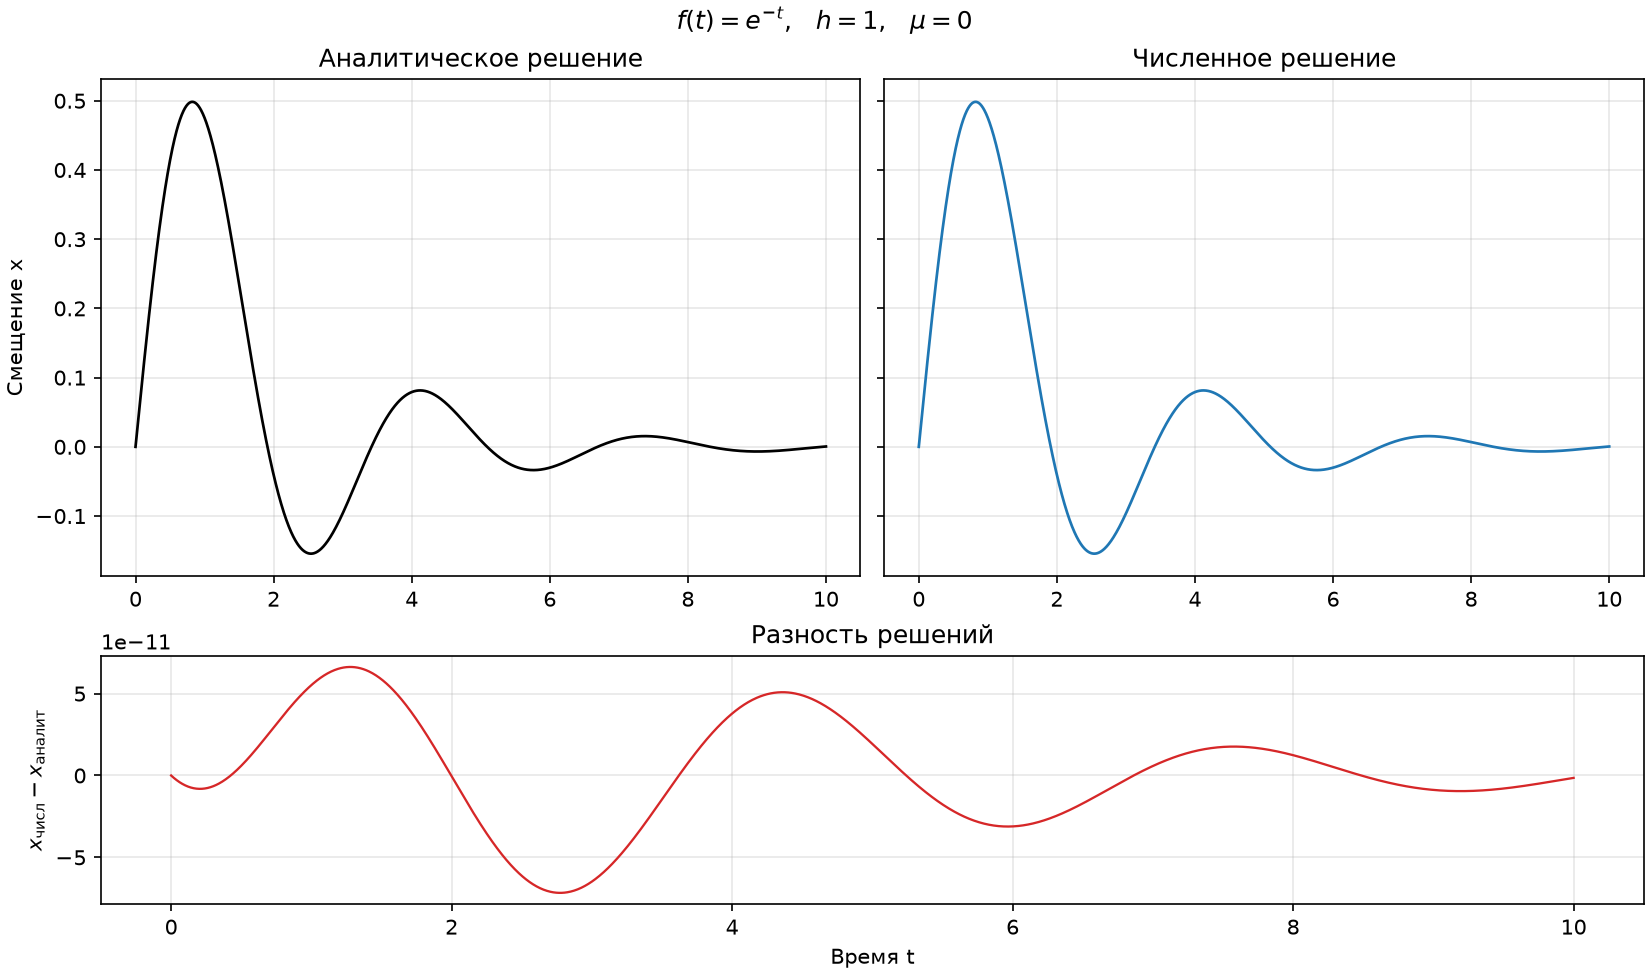 f(t) = e⁻ᵗ, h = 1, μ = 0
Аналитическое решение
Численное решение
Смещение x
0.5
0.4
0.3
0.2
0.1
0.0
−0.1
0 2 4 6 8 10
0 2 4 6 8 10
Разность решений
1e−11
x числ − x аналит
5
0
−5
0 2 4 6 8 10
Время t